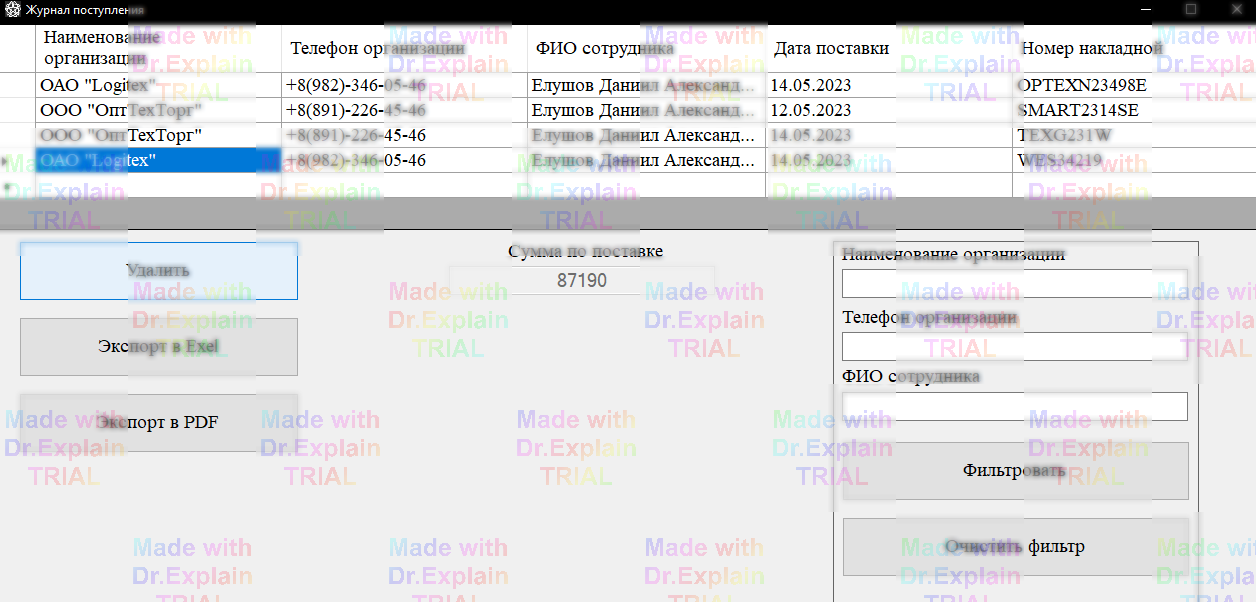 Журнал поступления
Наименование
организации
Телефон организации
ФИО сотрудника
Дата поставки
Номер накладной
ОАО "Logitex" +8(982)-346-05-46 Елушов Даниил Александ... 14.05.2023 OPTEXN23498E
ООО "ОптТехТорг" +8(891)-226-45-46 Елушов Даниил Александ... 12.05.2023 SMART2314SE
ООО "ОптТехТорг" +8(891)-226-45-46 Елушов Даниил Александ... 14.05.2023 TEXG231W
ОАО "Logitex" +8(982)-346-05-46 Елушов Даниил Александ... 14.05.2023 WES34219
Удалить
Экспорт в Exel
Экспорт в PDF
Сумма по поставке
87190
Наименование организации
Телефон организации
ФИО сотрудника
Фильтровать
Очистить фильтр
Made with
Dr.Explain
TRIAL